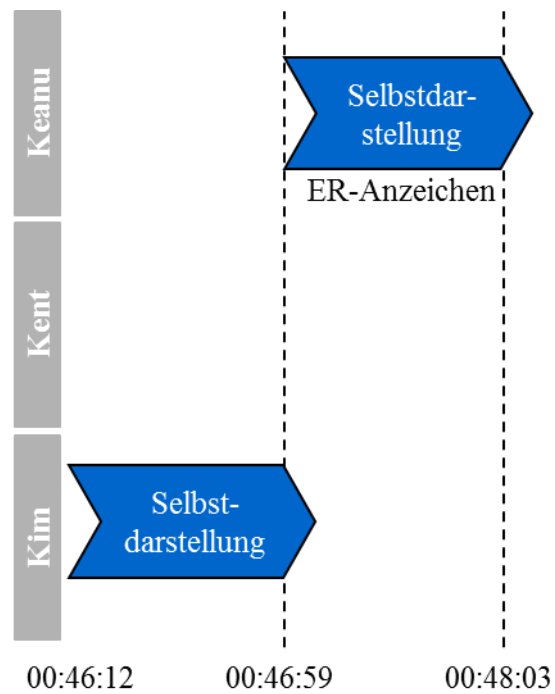 Keanu
Selbstdar-
stellung
ER-Anzeichen
Kent
Kim
Selbst-
darstellung
00:46:12 00:46:59 00:48:03